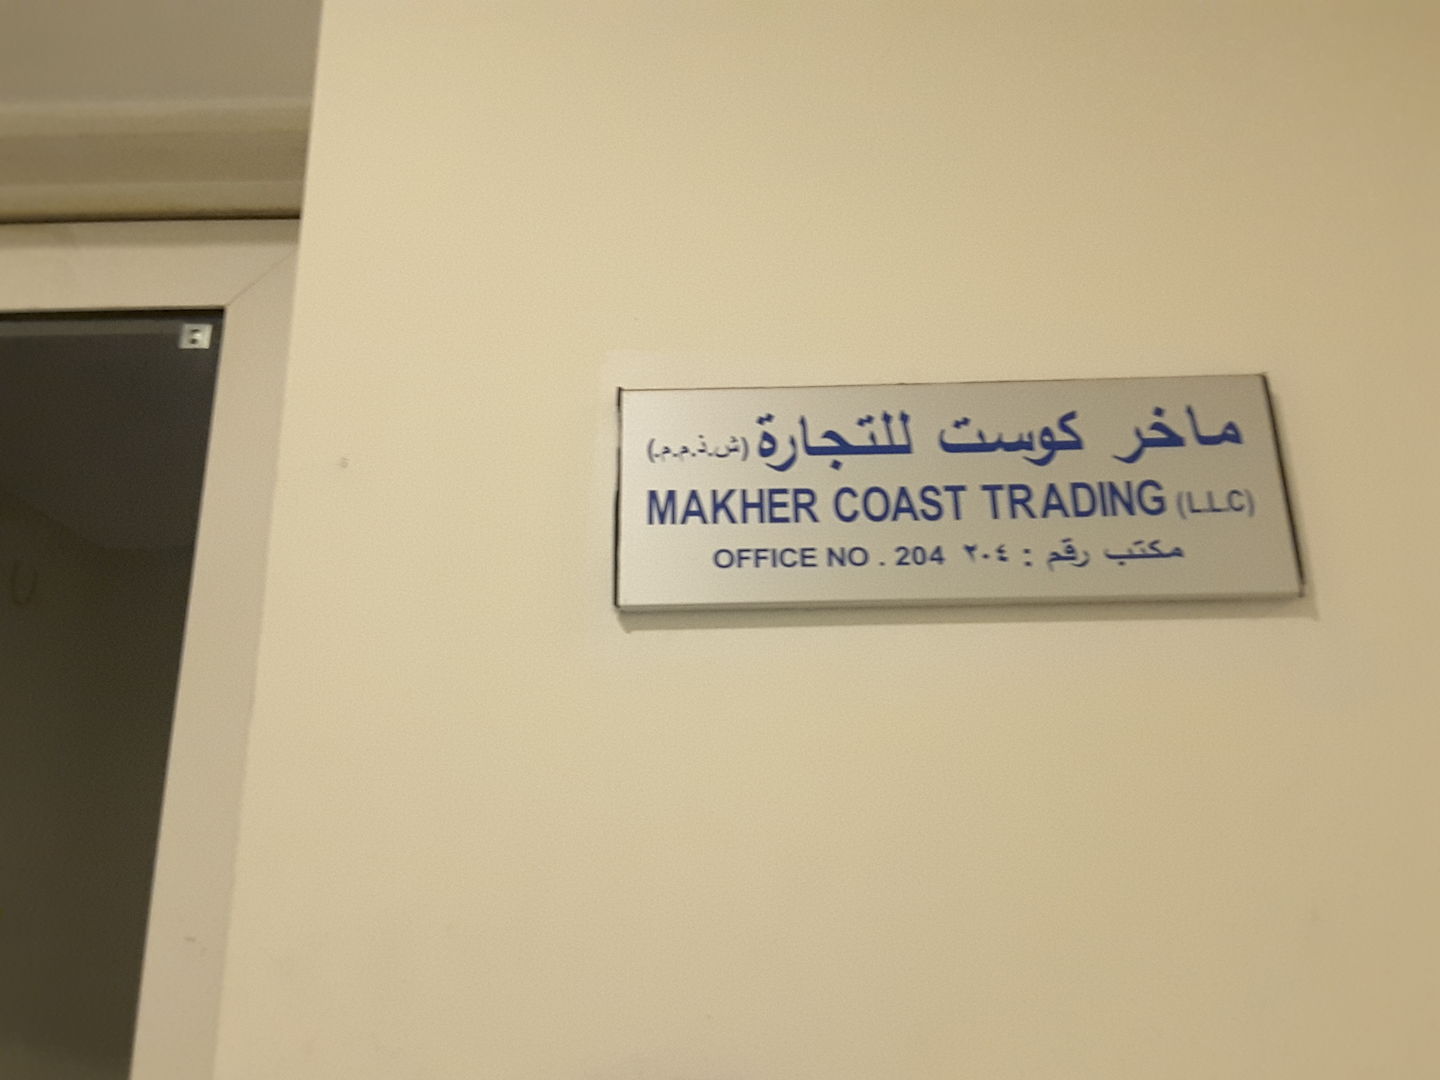 ماخر كوست للتجارة (ش.ذ.م.م.)
MAKHER COAST TRADING (L.L.C)
OFFICE NO . 204 مكتب رقم : ٢٠٤